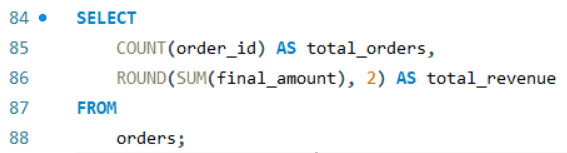 84 SELECT
85 COUNT(order_id) AS total_orders,
86 ROUND(SUM(final_amount), 2) AS total_revenue
87 FROM
88 orders;